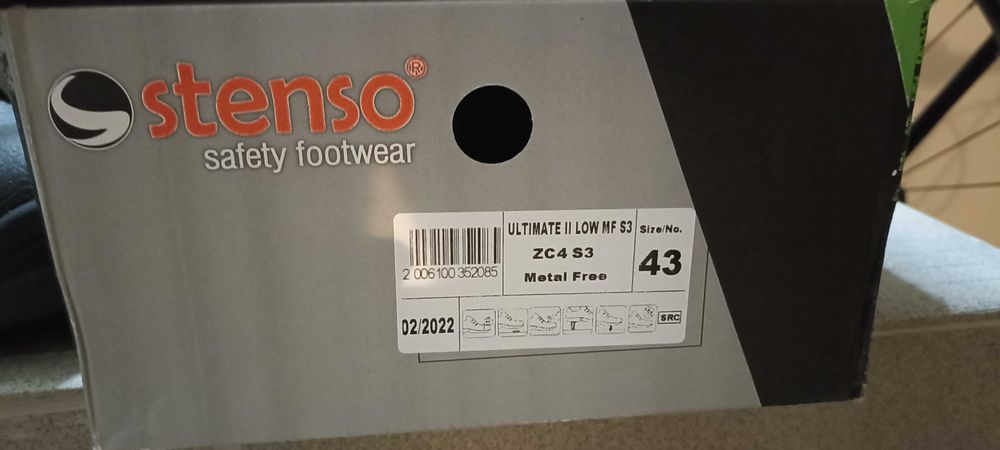 stenso®
safety footwear
2 006100 352085
ULTIMATE II LOW MF S3
ZC4 S3
Metal Free
Size/No.
43
02/2022
SRC